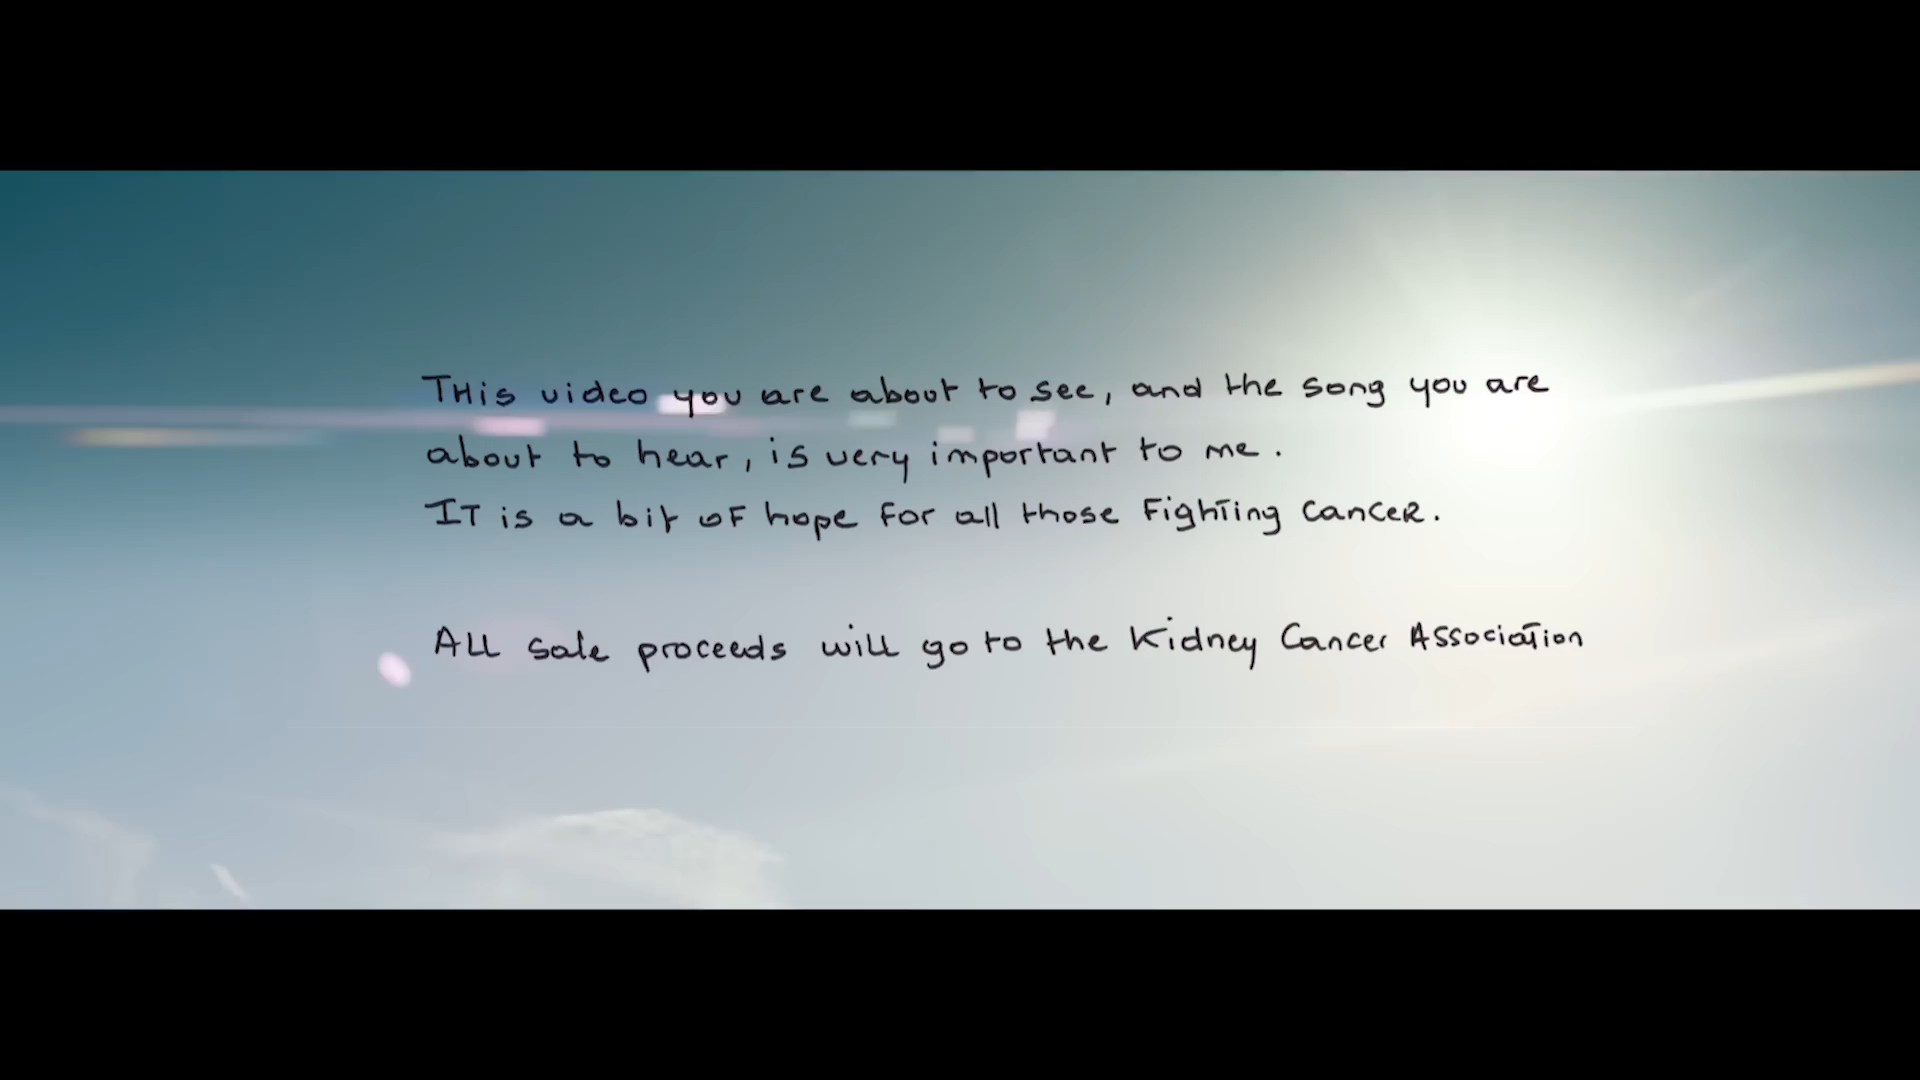 THis video you are about to see, and the song you are
about to hear, is very important to me.
IT is a bit oF hope for all those Fighting CanceR.
ALL sale proceeds will go to the Kidney Cancer Association